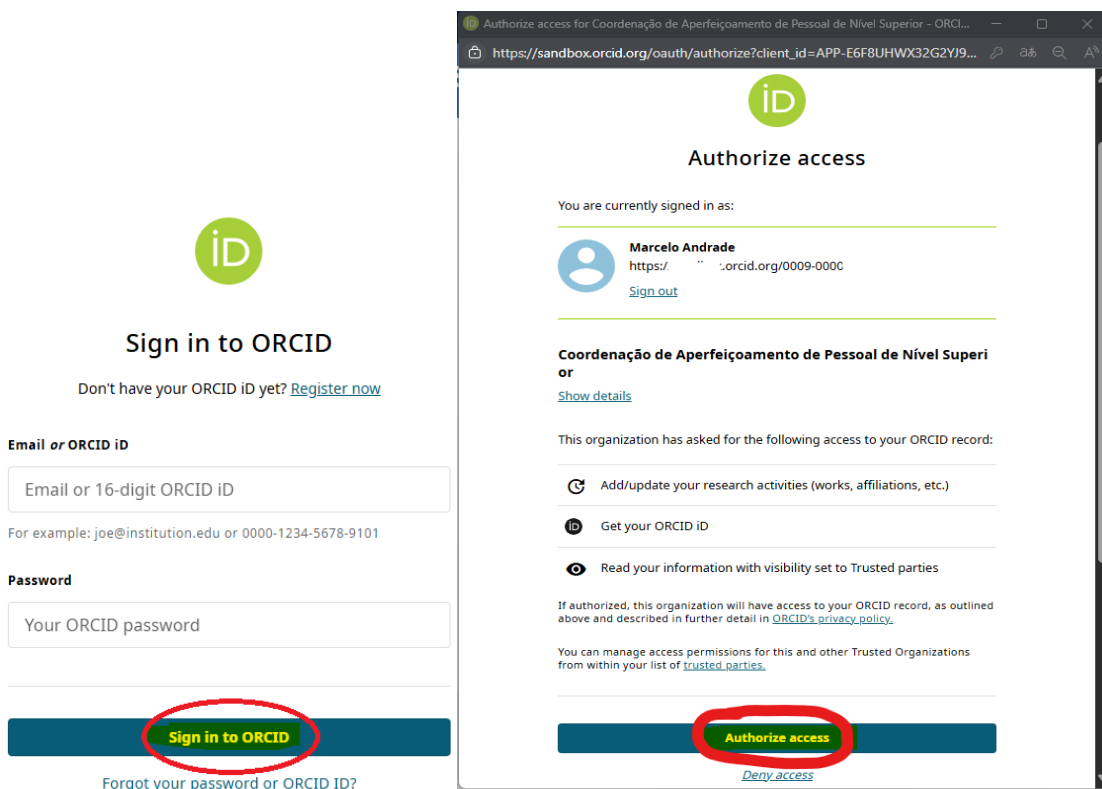 iD
Sign in to ORCID
Don't have your ORCID iD yet? Register now
Email or ORCID iD
Email or 16-digit ORCID iD
For example: joe@institution.edu or 0000-1234-5678-9101
Password
Your ORCID password
Sign in to ORCID
Forgot your password or ORCID ID?
Authorize access for Coordenação de Aperfeiçoamento de Pessoal de Nível Superior - ORCI...
https://sandbox.orcid.org/oauth/authorize?client_id=APP-E6F8UHWX32G2YJ9...
iD
Authorize access
You are currently signed in as:
Marcelo Andrade
https:/ .orcid.org/0009-0000
Sign out
Coordenação de Aperfeiçoamento de Pessoal de Nível Superi
or
Show details
This organization has asked for the following access to your ORCID record:
Add/update your research activities (works, affiliations, etc.)
iD
Get your ORCID iD
Read your information with visibility set to Trusted parties
If authorized, this organization will have access to your ORCID record, as outlined
above and described in further detail in ORCID's privacy policy.
You can manage access permissions for this and other Trusted Organizations
from within your list of trusted parties.
Authorize access
Deny access